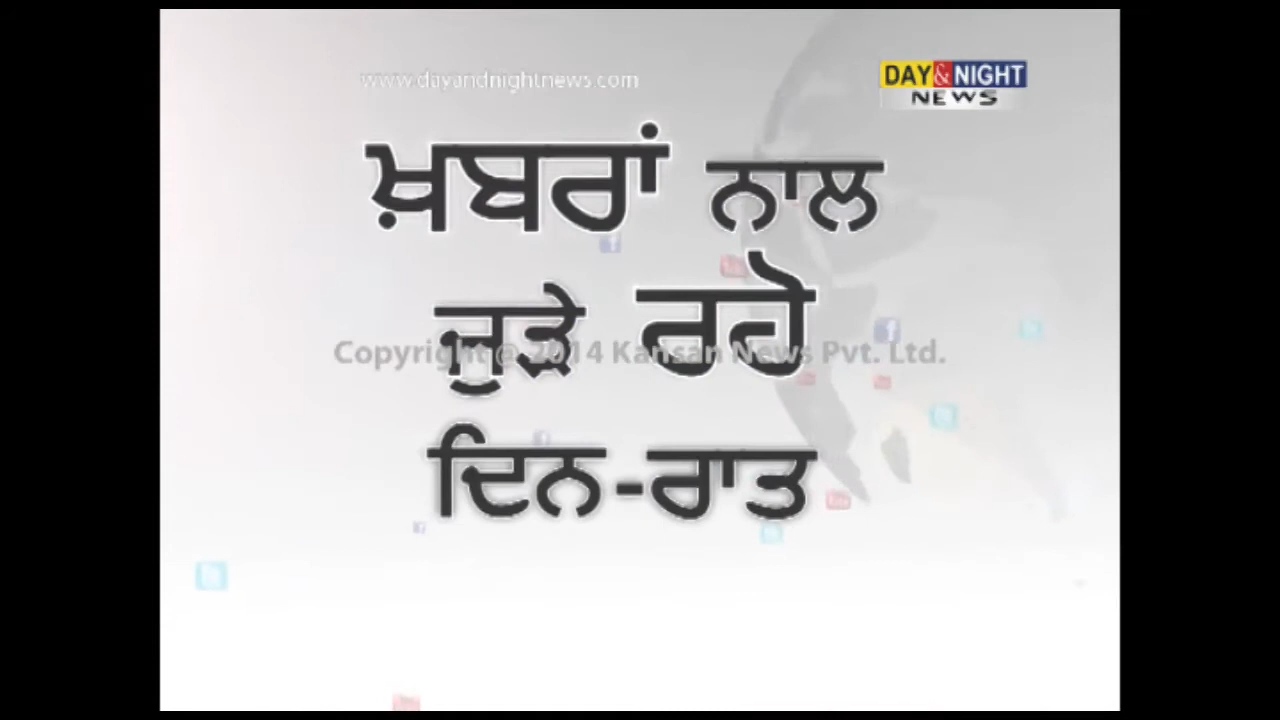 www.dayandnightnews.com
DAY & NIGHT
NEWS
ਖ਼ਬਰਾਂ ਨਾਲ
ਜੁੜੇ ਰਹੋ
Copyright @ 2014 Kansan News Pvt. Ltd.
ਦਿਨ-ਰਾਤ